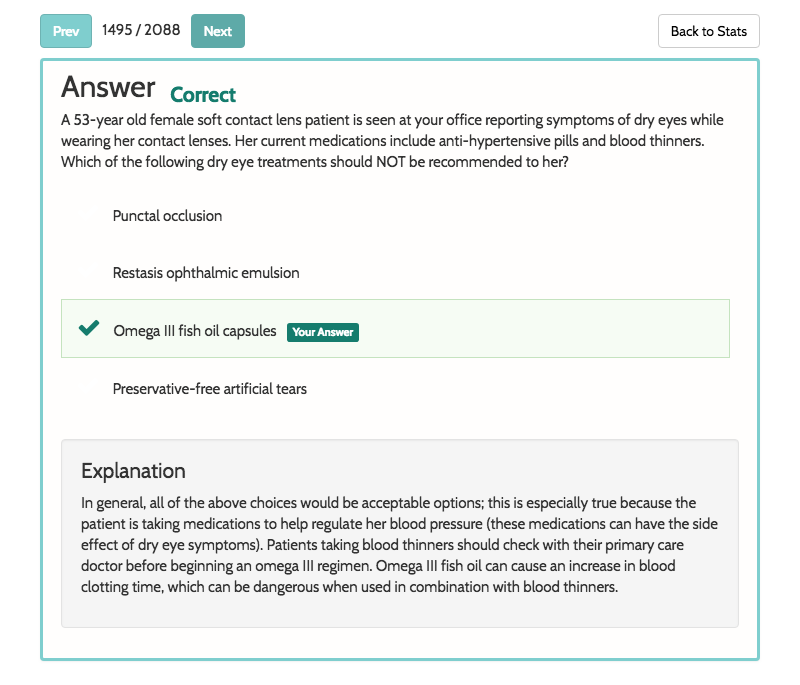 Prev 1495 / 2088 Next Back to Stats
Answer Correct
A 53-year old female soft contact lens patient is seen at your office reporting symptoms of dry eyes while
wearing her contact lenses. Her current medications include anti-hypertensive pills and blood thinners.
Which of the following dry eye treatments should NOT be recommended to her?
Punctal occlusion
Restasis ophthalmic emulsion
Omega III fish oil capsules Your Answer
Preservative-free artificial tears
Explanation
In general, all of the above choices would be acceptable options; this is especially true because the
patient is taking medications to help regulate her blood pressure (these medications can have the side
effect of dry eye symptoms). Patients taking blood thinners should check with their primary care
doctor before beginning an omega III regimen. Omega III fish oil can cause an increase in blood
clotting time, which can be dangerous when used in combination with blood thinners.